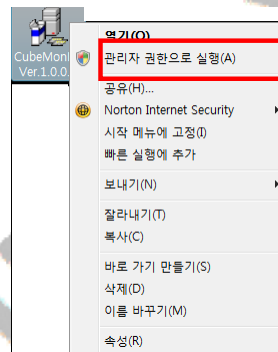 열기(O)
CubeMon
Ver.1.0.0
관리자 권한으로 실행(A)
공유(H)...
Norton Internet Security
시작 메뉴에 고정(I)
빠른 실행에 추가
보내기(N)
잘라내기(T)
복사(C)
바로 가기 만들기(S)
삭제(D)
이름 바꾸기(M)
속성(R)